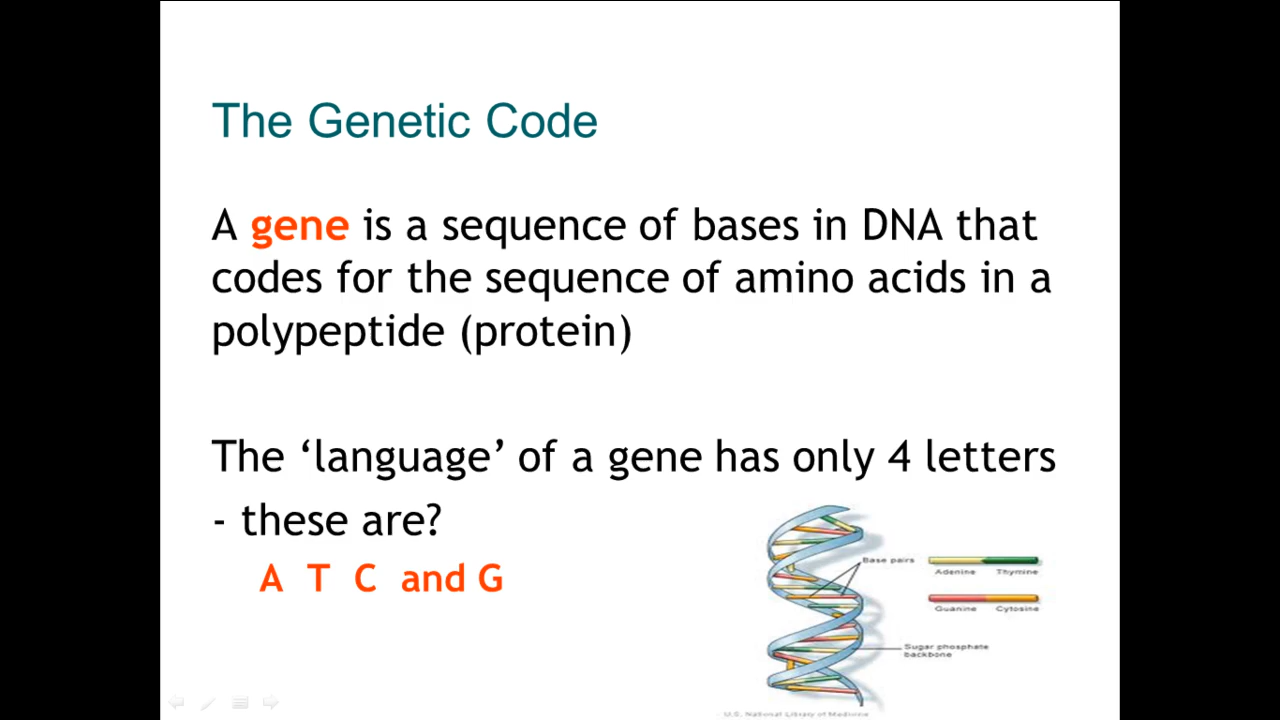 The Genetic Code
A gene is a sequence of bases in DNA that
codes for the sequence of amino acids in a
polypeptide (protein)
The ‘language’ of a gene has only 4 letters
- these are?
A T C and G
Base pairs
Adenine Thymine
Guanine Cytosine
Sugar phosphate
backbone
U.S. National Library of Medicine